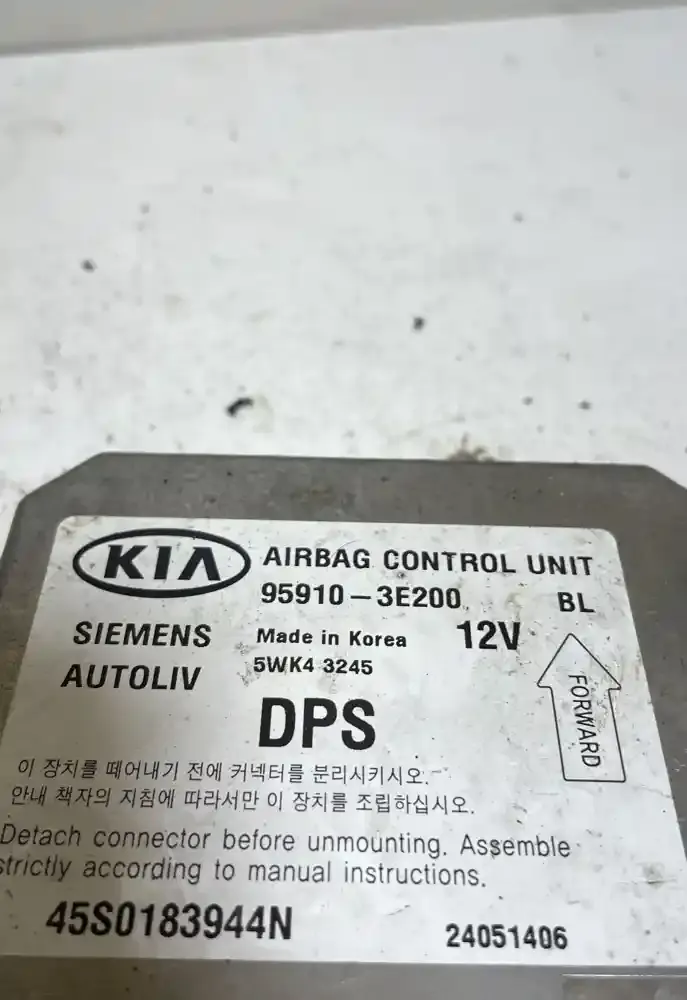 KIA AIRBAG CONTROL UNIT
95910-3E200 BL
SIEMENS Made in Korea 12V
AUTOLIV 5WK4 3245
DPS
FORWARD
이 장치를 떼어내기 전에 커넥터를 분리시키시오.
안내 책자의 지침에 따라서만 이 장치를 조립하십시오.
Detach connector before unmounting. Assemble
strictly according to manual instructions.
45S0183944N 24051406